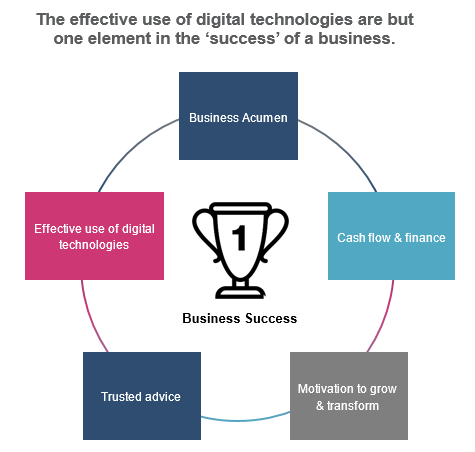 The effective use of digital technologies are but
one element in the ‘success’ of a business.
Business Acumen
Effective use of digital
technologies
Cash flow & finance
1
Business Success
Trusted advice
Motivation to grow
& transform